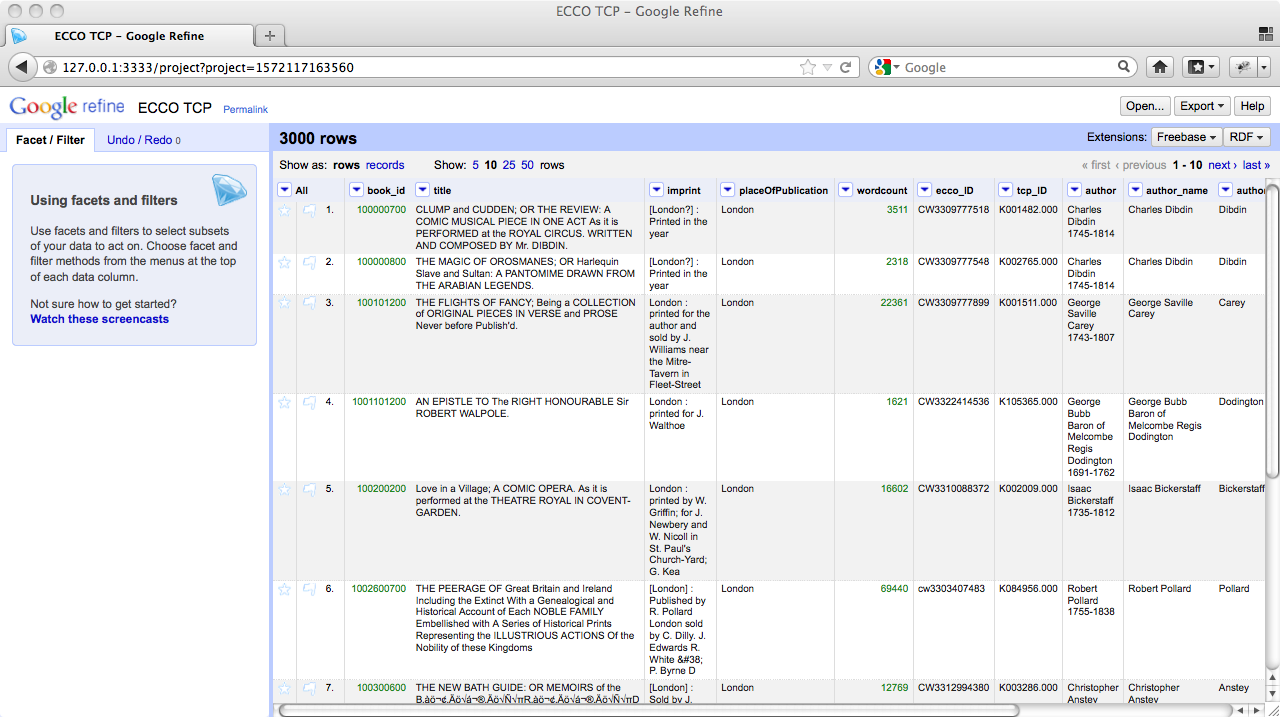 ECCO TCP – Google Refine
ECCO TCP – Google Refine
127.0.0.1:3333/project?project=1572117163560
Google
Google refine ECCO TCP Permalink
Open... Export Help
Facet / Filter Undo / Redo 0
3000 rows
Extensions: Freebase RDF
Show as: rows records Show: 5 10 25 50 rows
« first ‹ previous 1 - 10 next › last »
Using facets and filters
Use facets and filters to select subsets
of your data to act on. Choose facet and
filter methods from the menus at the top
of each data column.
Not sure how to get started?
Watch these screencasts
All book_id title imprint placeOfPublication wordcount ecco_ID tcp_ID author author_name author
1. 100000700
CLUMP and CUDDEN; OR THE REVIEW: A
COMIC MUSICAL PIECE IN ONE ACT As it is
PERFORMED at the ROYAL CIRCUS. WRITTEN
AND COMPOSED BY Mr. DIBDIN.
[London?] :
Printed in the
year
London 3511 CW3309777518 K001482.000
Charles
Dibdin
1745-1814
Charles Dibdin
Dibdin
2. 100000800
THE MAGIC OF OROSMANES; OR Harlequin
Slave and Sultan: A PANTOMIME DRAWN FROM
THE ARABIAN LEGENDS.
[London?] :
Printed in the
year
London 2318 CW3309777548 K002765.000
Charles
Dibdin
1745-1814
Charles Dibdin
Dibdin
3. 100101200
THE FLIGHTS OF FANCY; Being a COLLECTION
of ORIGINAL PIECES IN VERSE and PROSE
Never before Publish'd.
London :
printed for the
author and
sold by J.
Williams near
the Mitre-
Tavern in
Fleet-Street
London 22361 CW3309777899 K001511.000
George
Saville
Carey
1743-1807
George Saville
Carey
Carey
4. 1001101200
AN EPISTLE TO The RIGHT HONOURABLE Sir
ROBERT WALPOLE.
London :
printed for J.
Walthoe
London 1621 CW3322414536 K105365.000
George
Bubb
Baron of
Melcombe
Regis
Dodington
1691-1762
George Bubb
Baron of
Melcombe Regis
Dodington
Dodington
5. 100200200
Love in a Village; A COMIC OPERA. As it is
performed at the THEATRE ROYAL IN COVENT-
GARDEN.
London :
printed by W.
Griffin; for J.
Newbery and
W. Nicoll in
St. Paul's
Church-Yard;
G. Kea
London 16602 CW3310088372 K002009.000
Isaac
Bickerstaff
1735-1812
Isaac Bickerstaff
Bickerstaff
6. 1002600700
THE PEERAGE OF Great Britain and Ireland
Including the Extinct With a Genealogical and
Historical Account of Each NOBLE FAMILY
Embellished with A Series of Historical Prints
Representing the ILLUSTRIOUS ACTIONS Of the
Nobility of these Kingdoms
[London] :
Published by
R. Pollard
London sold
by C. Dilly. J.
Edwards R.
White &#38;
P. Byrne D
London 69440 cw3303407483 K084956.000
Robert
Pollard
1755-1838
Robert Pollard
Pollard
7. 100300600
THE NEW BATH GUIDE: OR MEMOIRS of the
[London] :
Sold by J.
London 12769 CW3312994380 K003286.000
Christopher
Anstey
Christopher
Anstey
Anstey